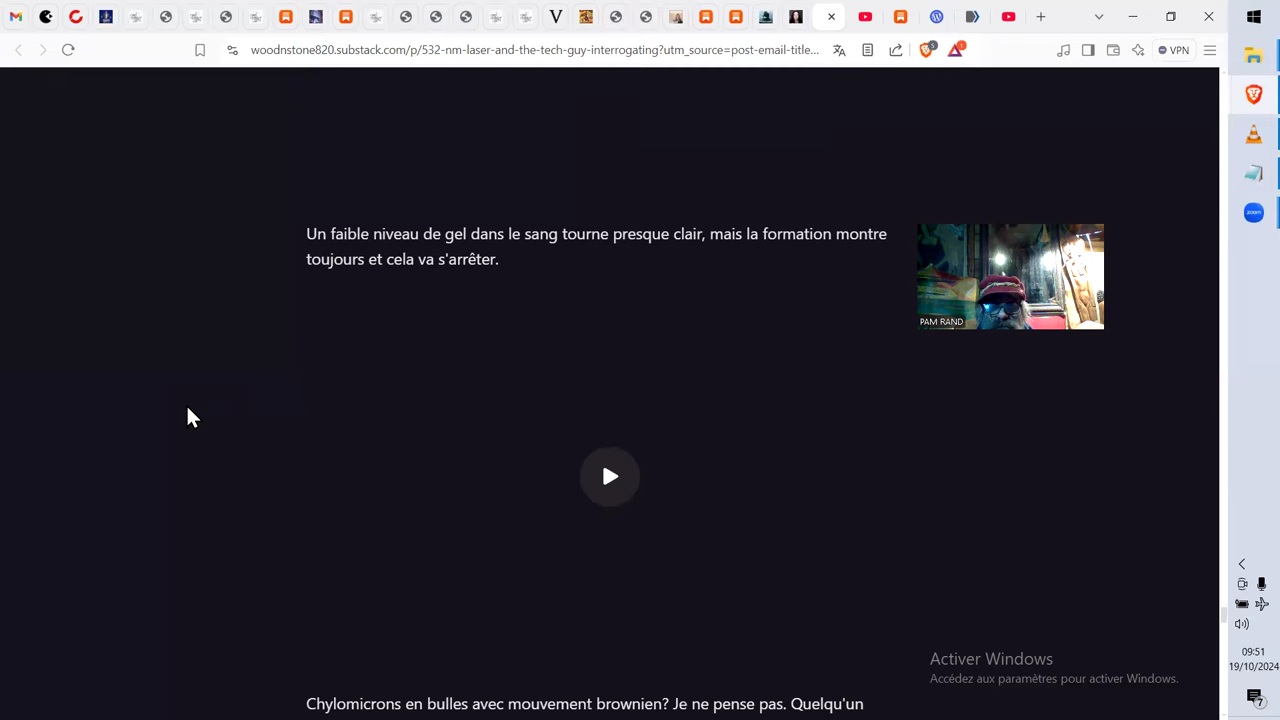 woodnstone820.substack.com/p/532-nm-laser-and-the-tech-guy-interrogating?utm_source=post-email-title...
VPN
Un faible niveau de gel dans le sang tourne presque clair, mais la formation montre
toujours et cela va s'arrêter.
PAM RAND
zoom
Activer Windows
Accédez aux paramètres pour activer Windows.
09:51
19/10/2024
Chylomicrons en bulles avec mouvement brownien? Je ne pense pas. Quelqu'un